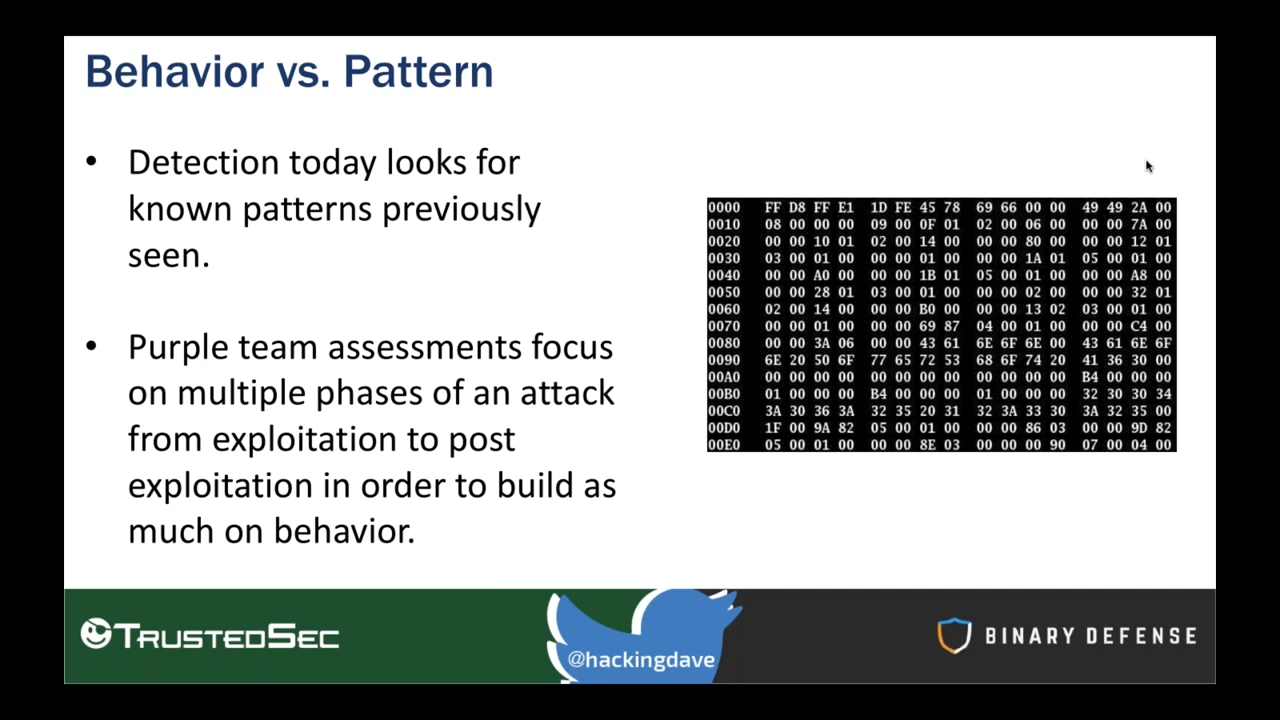 Behavior vs. Pattern
• Detection today looks for
known patterns previously
seen.
• Purple team assessments focus
on multiple phases of an attack
from exploitation to post
exploitation in order to build as
much on behavior.
0000 FF D8 FF E1 1D FE 45 78 69 66 00 00 49 49 2A 00
0010 08 00 00 00 09 00 0F 01 02 00 06 00 00 00 7A 00
0020 00 00 10 01 02 00 14 00 00 00 80 00 00 00 12 01
0030 03 00 01 00 00 00 01 00 00 00 1A 01 05 00 01 00
0040 00 00 A0 00 00 00 1B 01 05 00 01 00 00 00 A8 00
0050 00 00 28 01 03 00 01 00 00 00 02 00 00 00 32 01
0060 02 00 14 00 00 00 B0 00 00 00 13 02 03 00 01 00
0070 00 00 01 00 00 00 69 87 04 00 01 00 00 00 C4 00
0080 00 00 3A 06 00 00 43 61 6E 6F 6E 00 43 61 6E 6F
0090 6E 20 50 6F 77 65 72 53 68 6F 74 20 41 36 30 00
00A0 00 00 00 00 00 00 00 00 00 00 00 00 B4 00 00 00
00B0 01 00 00 00 B4 00 00 00 01 00 00 00 32 30 30 34
00C0 3A 30 36 3A 32 35 20 31 32 3A 33 30 3A 32 35 00
00D0 1F 00 9A 82 05 00 01 00 00 00 86 03 00 00 9D 82
00E0 05 00 01 00 00 00 8E 03 00 00 00 90 07 00 04 00
TRUSTEDSEC
@hackingdave
BINARY DEFENSE